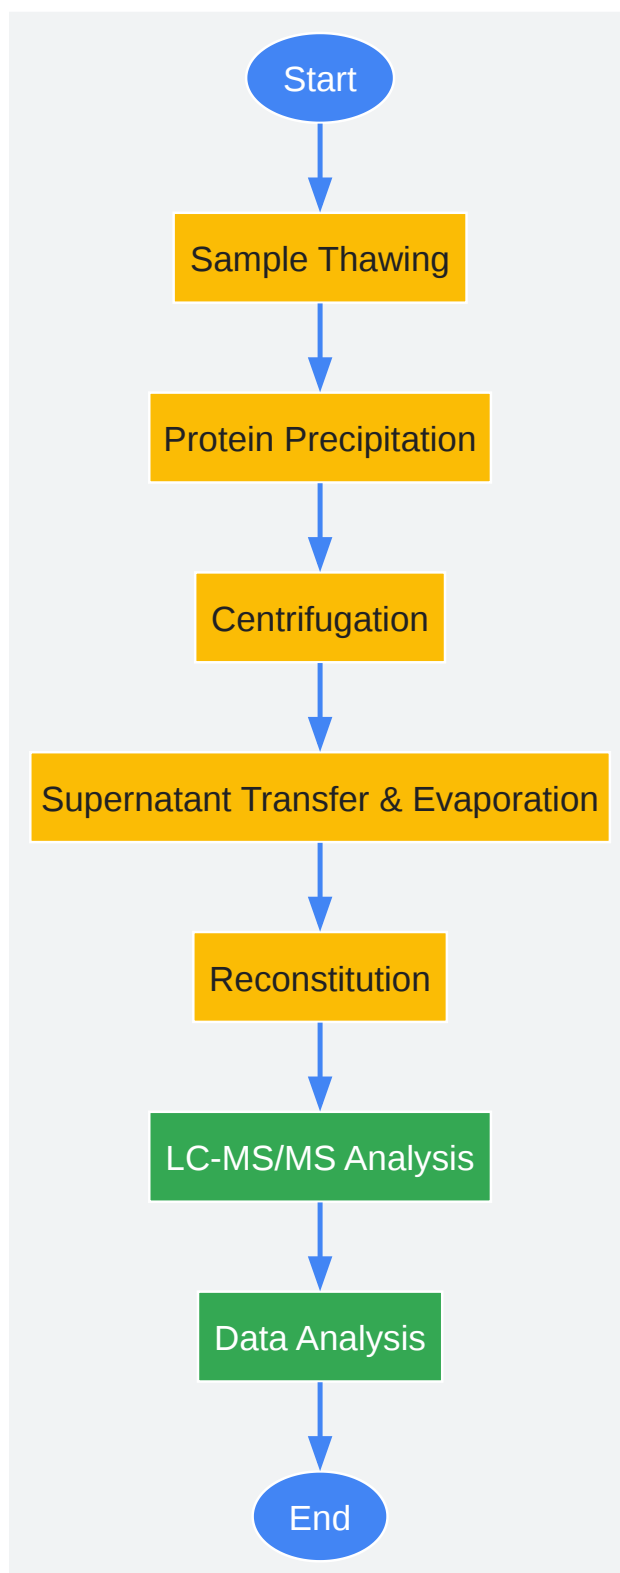 Start
Sample Thawing
Protein Precipitation
Centrifugation
Supernatant Transfer & Evaporation
Reconstitution
LC-MS/MS Analysis
Data Analysis
End